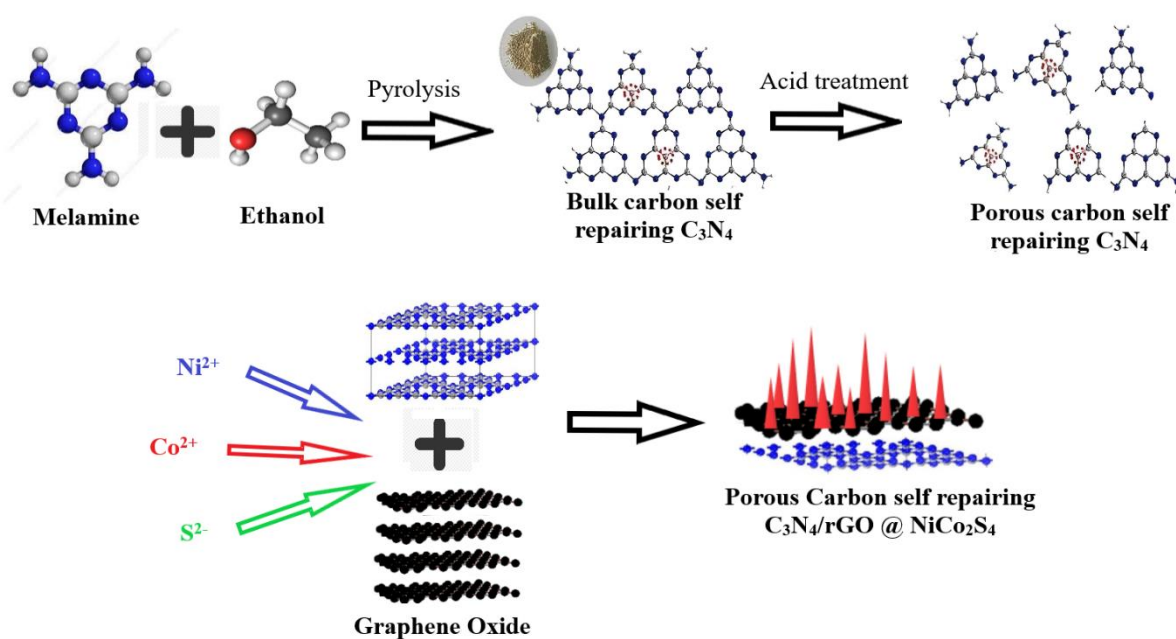 Pyrolysis
Acid treatment
Melamine
Ethanol
Bulk carbon self
repairing C₃N₄
Porous carbon self
repairing C₃N₄
Ni²⁺
Co²⁺
S²⁻
Graphene Oxide
Porous Carbon self repairing
C₃N₄/rGO @ NiCo₂S₄